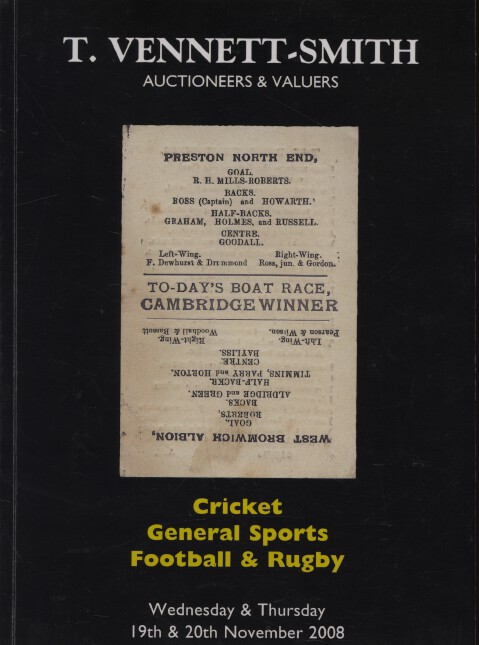 T. VENNETT-SMITH
AUCTIONEERS & VALUERS
PRESTON NORTH END,
GOAL.
R. H. MILLS-ROBERTS.
BACKS.
ROSS (Captain) and HOWARTH.
HALF-BACKS.
GRAHAM, HOLMES, and RUSSELL.
CENTRE.
GOODALL.
Left-Wing. Right-Wing.
F. Dewhurst & Drummond Ross, jun. & Gordon.
TO-DAY'S BOAT RACE,
CAMBRIDGE WINNER
WEST BROMWICH ALBION,
GOAL,
ROBERTS,
BACKS.
ALDRIDGE and GREEN.
HALF-BACKR.
TIMMINS, PARRY and HORTON.
CENTRE.
BAYLISS.
Left-Wing. Right-Wing.
Pearson & Wilson. Woodhall & Bassett
Cricket
General Sports
Football & Rugby
Wednesday & Thursday
19th & 20th November 2008